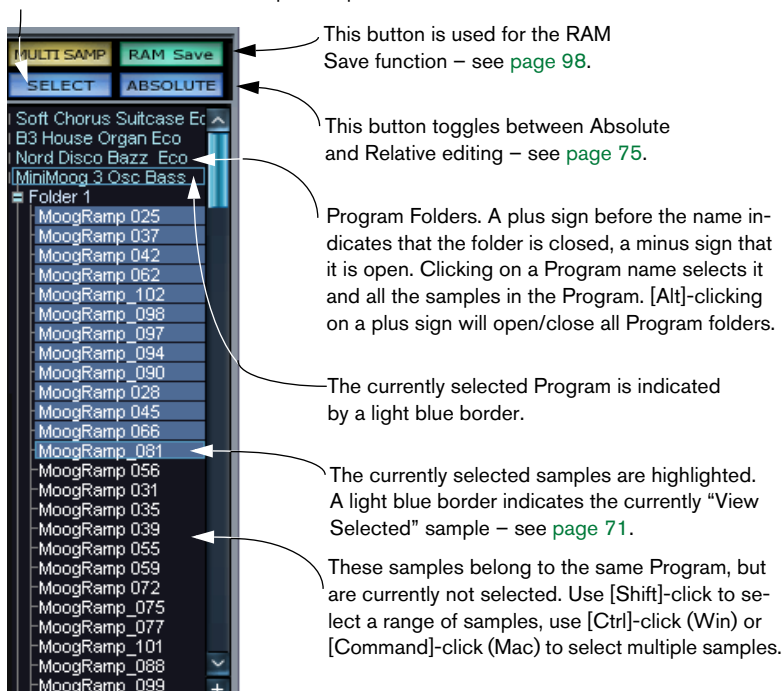 MULTI SAMP
RAM Save
SELECT
ABSOLUTE
Soft Chorus Suitcase Ec
B3 House Organ Eco
Nord Disco Bazz Eco
MiniMoog 3 Osc Bass
Folder 1
MoogRamp 025
MoogRamp 037
MoogRamp 042
MoogRamp 062
MoogRamp_102
MoogRamp_098
MoogRamp_097
MoogRamp_094
MoogRamp_090
MoogRamp 028
MoogRamp 045
MoogRamp 066
MoogRamp_081
MoogRamp 056
MoogRamp 031
MoogRamp 035
MoogRamp 039
MoogRamp 055
MoogRamp 059
MoogRamp 072
MoogRamp_075
MoogRamp_077
MoogRamp_101
MoogRamp_088
MoogRamp_099
This button is used for the RAM
Save function – see page 98.
This button toggles between Absolute
and Relative editing – see page 75.
Program Folders. A plus sign before the name in-
dicates that the folder is closed, a minus sign that
it is open. Clicking on a Program name selects it
and all the samples in the Program. [Alt]-clicking
on a plus sign will open/close all Program folders.
The currently selected Program is indicated
by a light blue border.
The currently selected samples are highlighted.
A light blue border indicates the currently “View
Selected” sample – see page 71.
These samples belong to the same Program, but
are currently not selected. Use [Shift]-click to se-
lect a range of samples, use [Ctrl]-click (Win) or
[Command]-click (Mac) to select multiple samples.